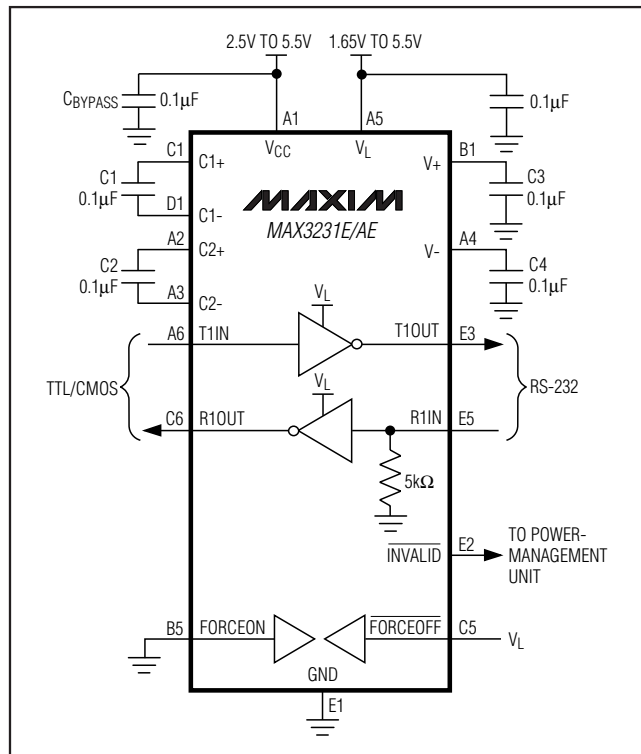 2.5V TO 5.5V 1.65V TO 5.5V
CBYPASS 0.1µF 0.1µF
A1 A5
VCC VL
C1 C1+ V+ B1
C1 0.1µF C3 0.1µF
D1 C1-
MAXIM
MAX3231E/AE
A2 C2+ V- A4
C2 0.1µF C4 0.1µF
A3 C2-
VL
A6 T1IN T1OUT E3
TTL/CMOS RS-232
VL
C6 R1OUT R1IN E5
5kΩ
INVALID E2 TO POWER-
MANAGEMENT
UNIT
B5 FORCEON FORCEOFF C5 VL
GND
E1